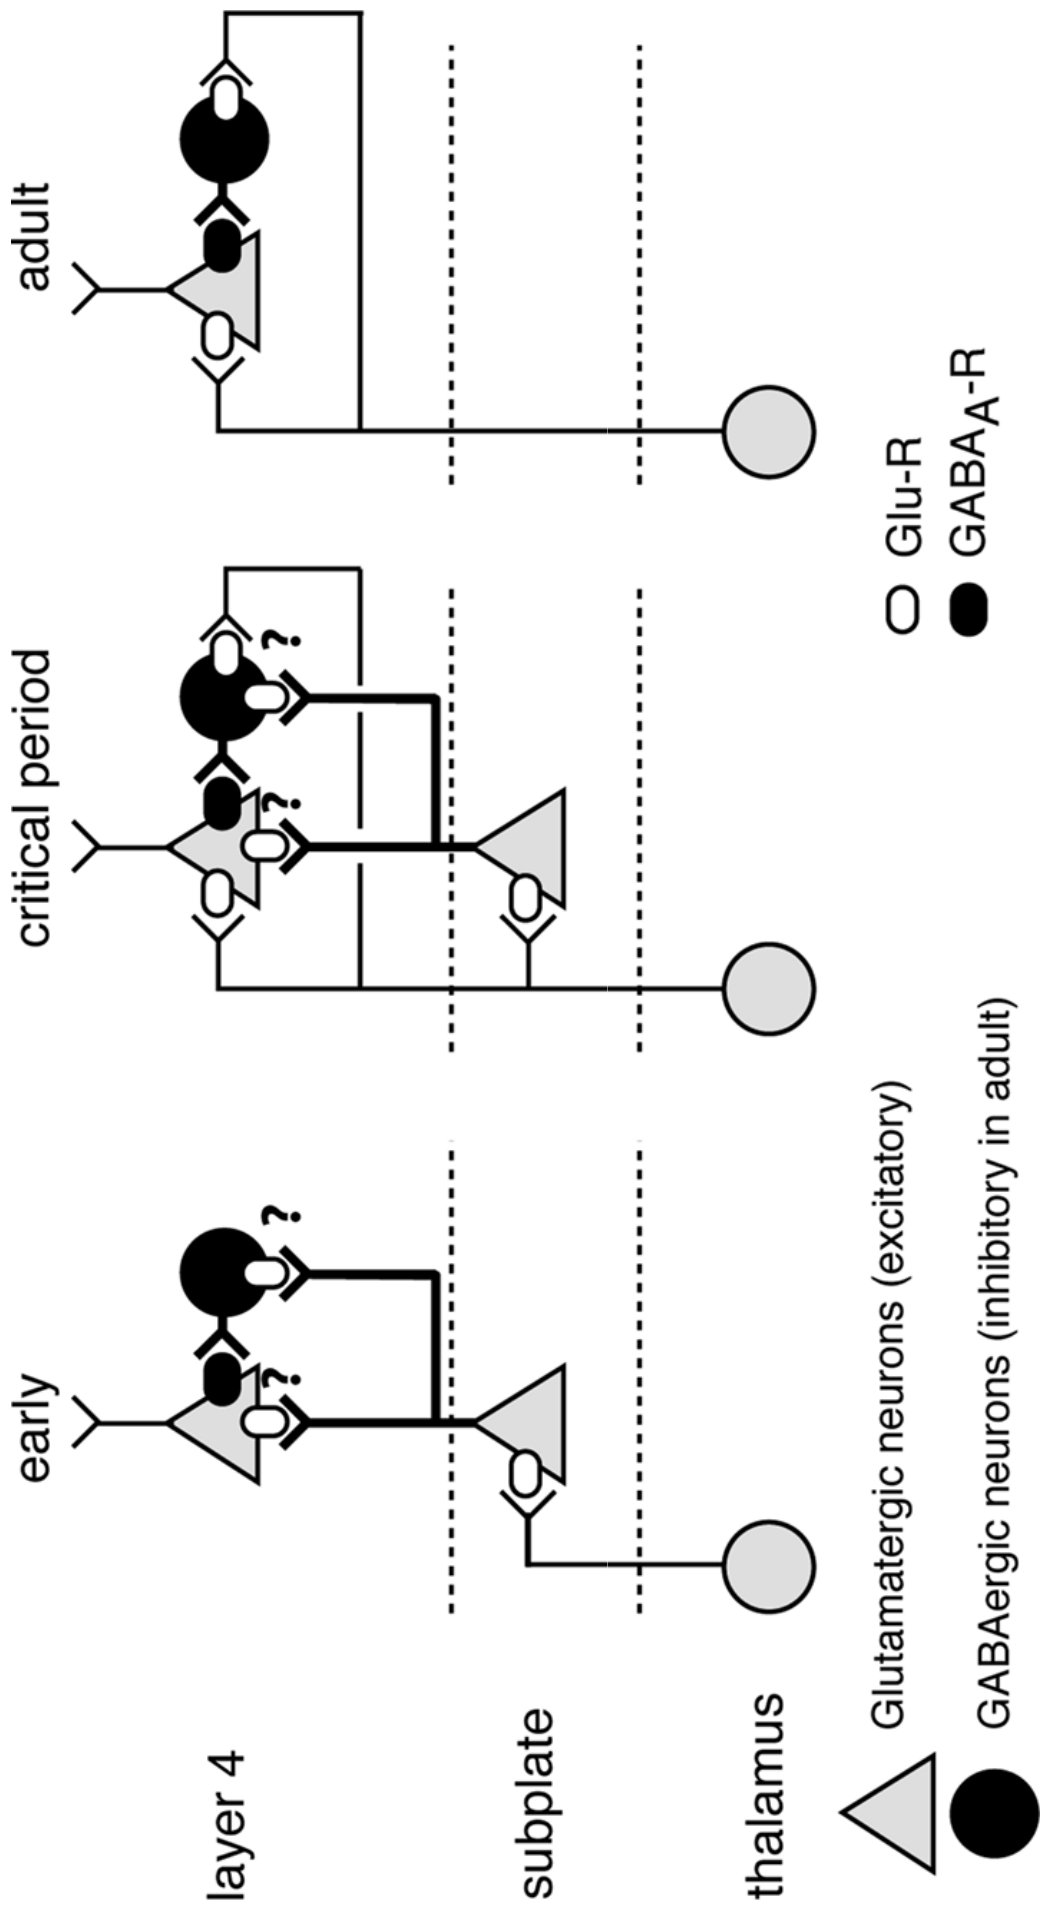 early
critical period
adult
layer 4
?
?
?
?
subplate
thalamus
Glutamatergic neurons (excitatory)
Glu-R
GABAergic neurons (inhibitory in adult)
GABAA-R